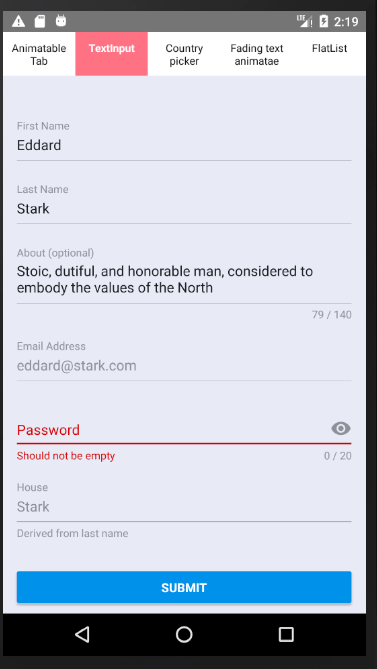 LTE 2:19
Animatable Tab
TextInput
Country picker
Fading text animatae
FlatList
First Name
Eddard
Last Name
Stark
About (optional)
Stoic, dutiful, and honorable man, considered to
embody the values of the North
79 / 140
Email Address
eddard@stark.com
Password
Should not be empty 0 / 20
House
Stark
Derived from last name
SUBMIT